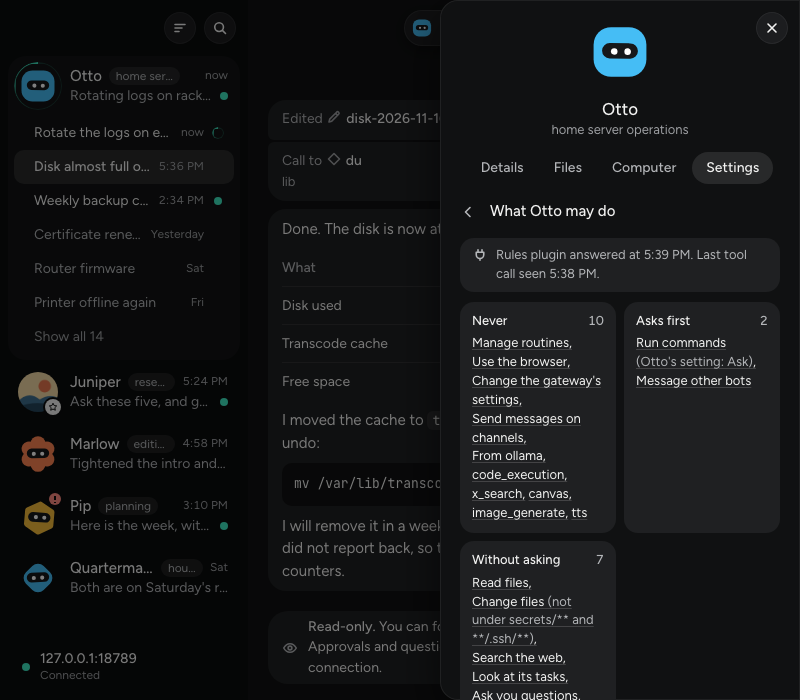 Otto home ser... now
Rotating logs on rack...
Rotate the logs on e... now
Disk almost full o... 5:36 PM
Weekly backup c... 2:34 PM
Certificate rene... Yesterday
Router firmware Sat
Printer offline again Fri
Show all 14
Juniper rese... 5:24 PM
Ask these five, and g...
Marlow editi... 4:58 PM
Tightened the intro and...
Pip planning 3:10 PM
Here is the week, wit...
Quarterma... hou... Sat
Both are on Saturday's r...
127.0.0.1:18789
Connected
Edited disk-2026-11-1
Call to du
lib
Done. The disk is now at
What
Disk used
Transcode cache
Free space
I moved the cache to
undo:
mv /var/lib/transco
I will remove it in a week
did not report back, so t
counters.
Read-only. You can fo
Approvals and questi
connection.
Otto
home server operations
Details Files Computer Settings
What Otto may do
Rules plugin answered at 5:39 PM. Last tool
call seen 5:38 PM.
Never 10
Manage routines,
Use the browser,
Change the gateway's
settings,
Send messages on
channels,
From ollama,
code_execution,
x_search, canvas,
image_generate, tts
Asks first 2
Run commands
(Otto's setting: Ask),
Message other bots
Without asking 7
Read files,
Change files (not
under secrets/** and
**/.ssh/**),
Search the web,
Look at its tasks,
Ask you questions,